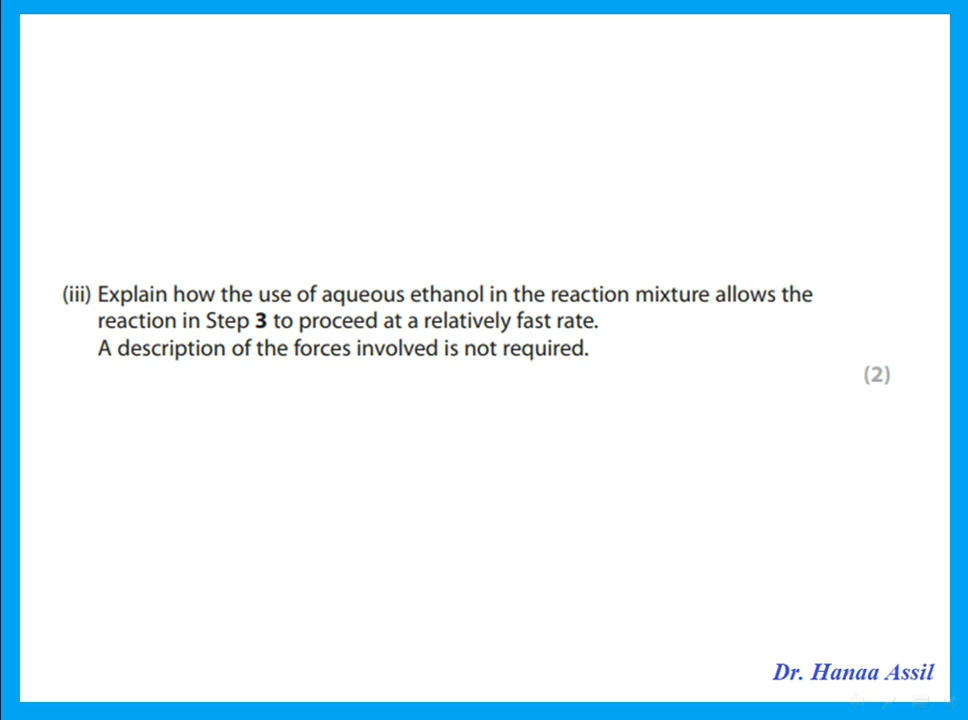 (iii) Explain how the use of aqueous ethanol in the reaction mixture allows the
reaction in Step 3 to proceed at a relatively fast rate.
A description of the forces involved is not required.
(2)
Dr. Hanaa Assil